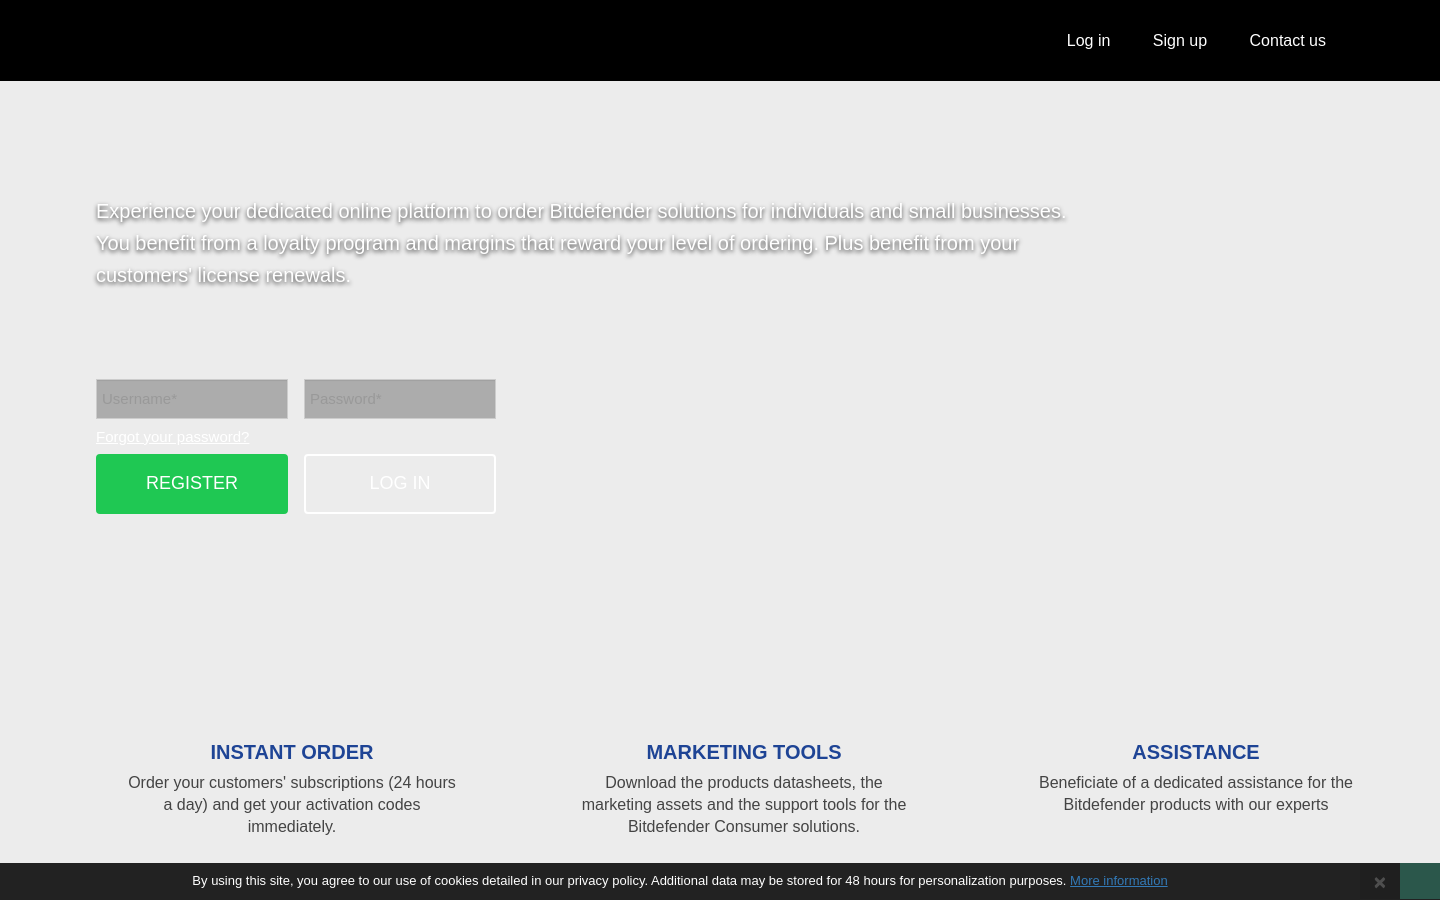 Log in
Sign up
Contact us
Experience your dedicated online platform to order Bitdefender solutions for individuals and small businesses.
You benefit from a loyalty program and margins that reward your level of ordering. Plus benefit from your
customers' license renewals.
Username*
Password*
Forgot your password?
REGISTER
LOG IN
INSTANT ORDER
Order your customers' subscriptions (24 hours
a day) and get your activation codes
immediately.
MARKETING TOOLS
Download the products datasheets, the
marketing assets and the support tools for the
Bitdefender Consumer solutions.
ASSISTANCE
Beneficiate of a dedicated assistance for the
Bitdefender products with our experts
By using this site, you agree to our use of cookies detailed in our privacy policy. Additional data may be stored for 48 hours for personalization purposes. More information
×